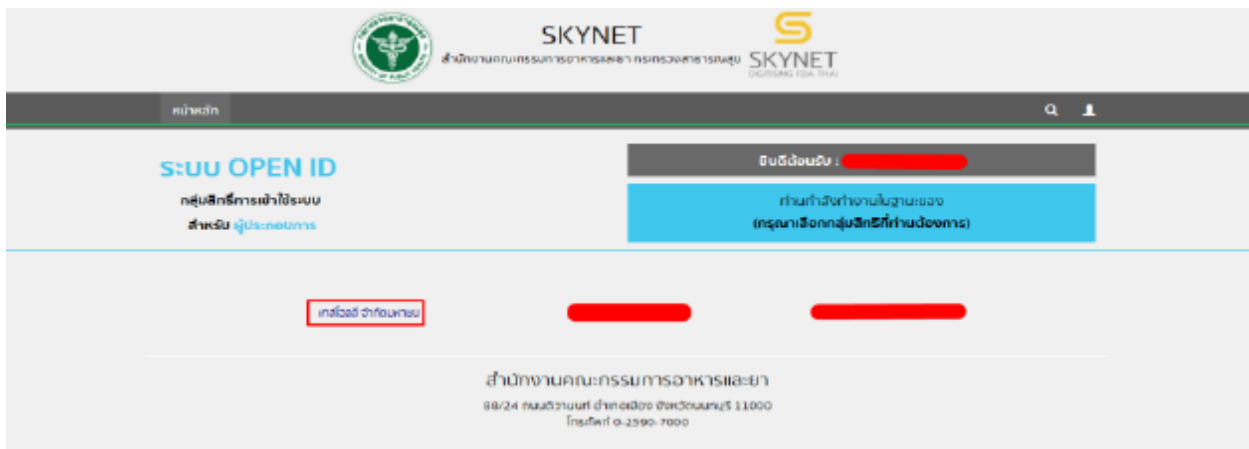 SKYNET
สำนักงานคณะกรรมการอาหารและยา กระทรวงสาธารณสุข
SKYNET
DIGITISING FDA THAI
หน้าหลัก
ระบบ OPEN ID
กลุ่มสิทธิ์การเข้าใช้ระบบ
สำหรับ ผู้ประกอบการ
ยินดีต้อนรับ :
ท่านกำลังทำงานในฐานะของ
(กรุณาเลือกกลุ่มสิทธิที่ท่านต้องการ)
จำกัดมหาชน
สำนักงานคณะกรรมการอาหารและยา
88/24 ถนนติวานนท์ อำเภอเมือง จังหวัดนนทบุรี 11000
โทรศัพท์ 0-2590-7000